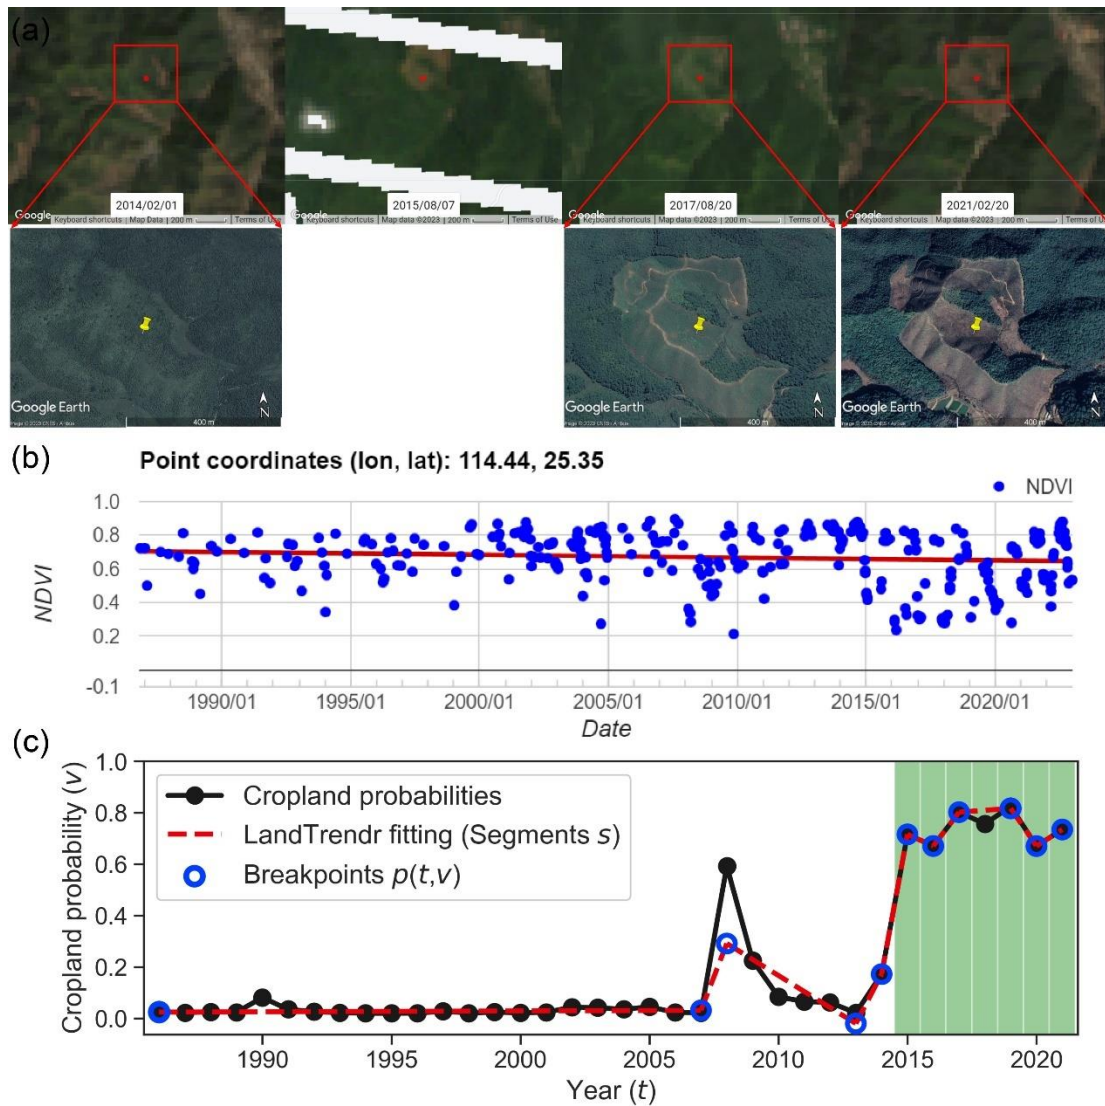 (a)
2014/02/01
2015/08/07
2017/08/20
2021/02/20
Google
Keyboard shortcuts Map Data 200 m Terms of Use
Google
Keyboard shortcuts Map data ©2023 200 m Terms of Use
Google
Keyboard shortcuts Map data ©2023 200 m Terms of Use
Google
Keyboard shortcuts Map data ©2023 200 m Terms of Use
Google Earth
400 m
N
Google Earth
400 m
N
Google Earth
400 m
N
(b)
Point coordinates (lon, lat): 114.44, 25.35
NDVI
1.0
0.8
0.6
0.4
0.2
-0.1
NDVI
1990/01 1995/01 2000/01 2005/01 2010/01 2015/01 2020/01
Date
(c)
Cropland probabilities
LandTrendr fitting (Segments s)
Breakpoints p(t,v)
1.0
0.8
0.6
0.4
0.2
0.0
Cropland probability (v)
1990 1995 2000 2005 2010 2015 2020
Year (t)